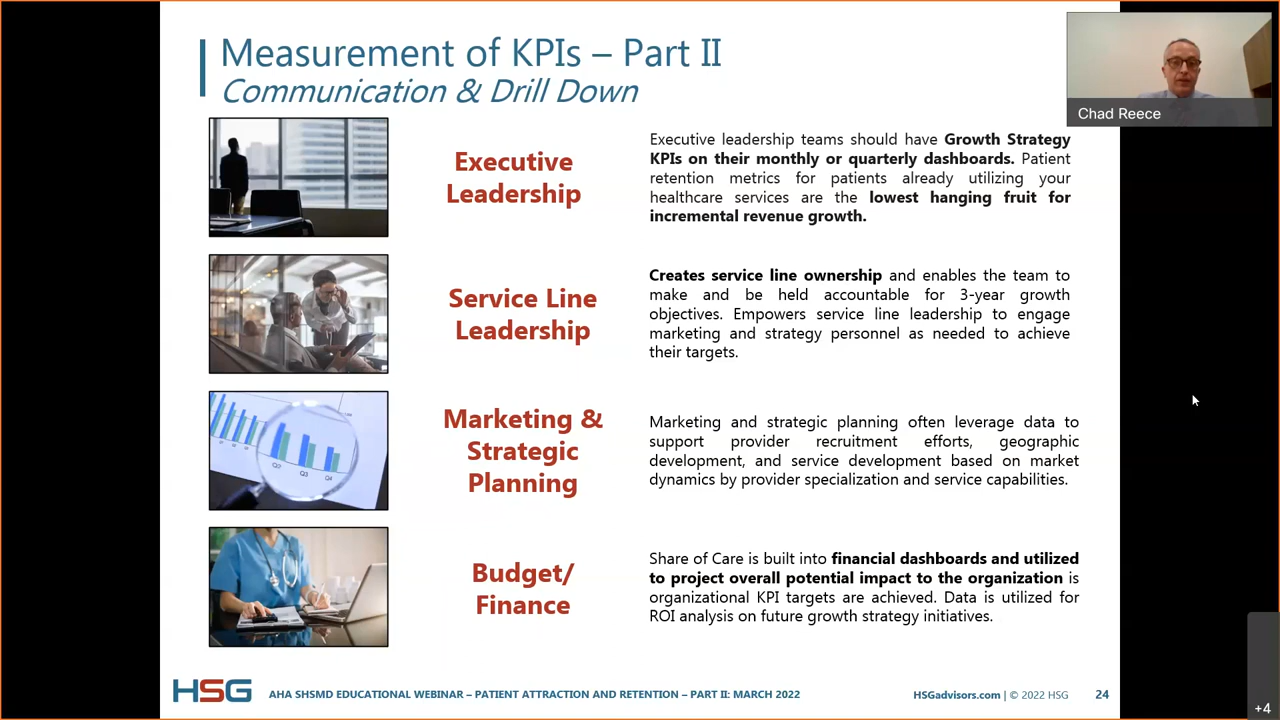 Measurement of KPIs – Part II
Communication & Drill Down
Chad Reece
Executive
Leadership
Executive leadership teams should have Growth Strategy
KPIs on their monthly or quarterly dashboards. Patient
retention metrics for patients already utilizing your
healthcare services are the lowest hanging fruit for
incremental revenue growth.
Service Line
Leadership
Creates service line ownership and enables the team to
make and be held accountable for 3-year growth
objectives. Empowers service line leadership to engage
marketing and strategy personnel as needed to achieve
their targets.
Q2
Q3
Q4
Marketing &
Strategic
Planning
Marketing and strategic planning often leverage data to
support provider recruitment efforts, geographic
development, and service development based on market
dynamics by provider specialization and service capabilities.
Budget/
Finance
Share of Care is built into financial dashboards and utilized
to project overall potential impact to the organization is
organizational KPI targets are achieved. Data is utilized for
ROI analysis on future growth strategy initiatives.
HSG
AHA SHSMD EDUCATIONAL WEBINAR – PATIENT ATTRACTION AND RETENTION – PART II: MARCH 2022
HSGadvisors.com | © 2022 HSG
24
+4